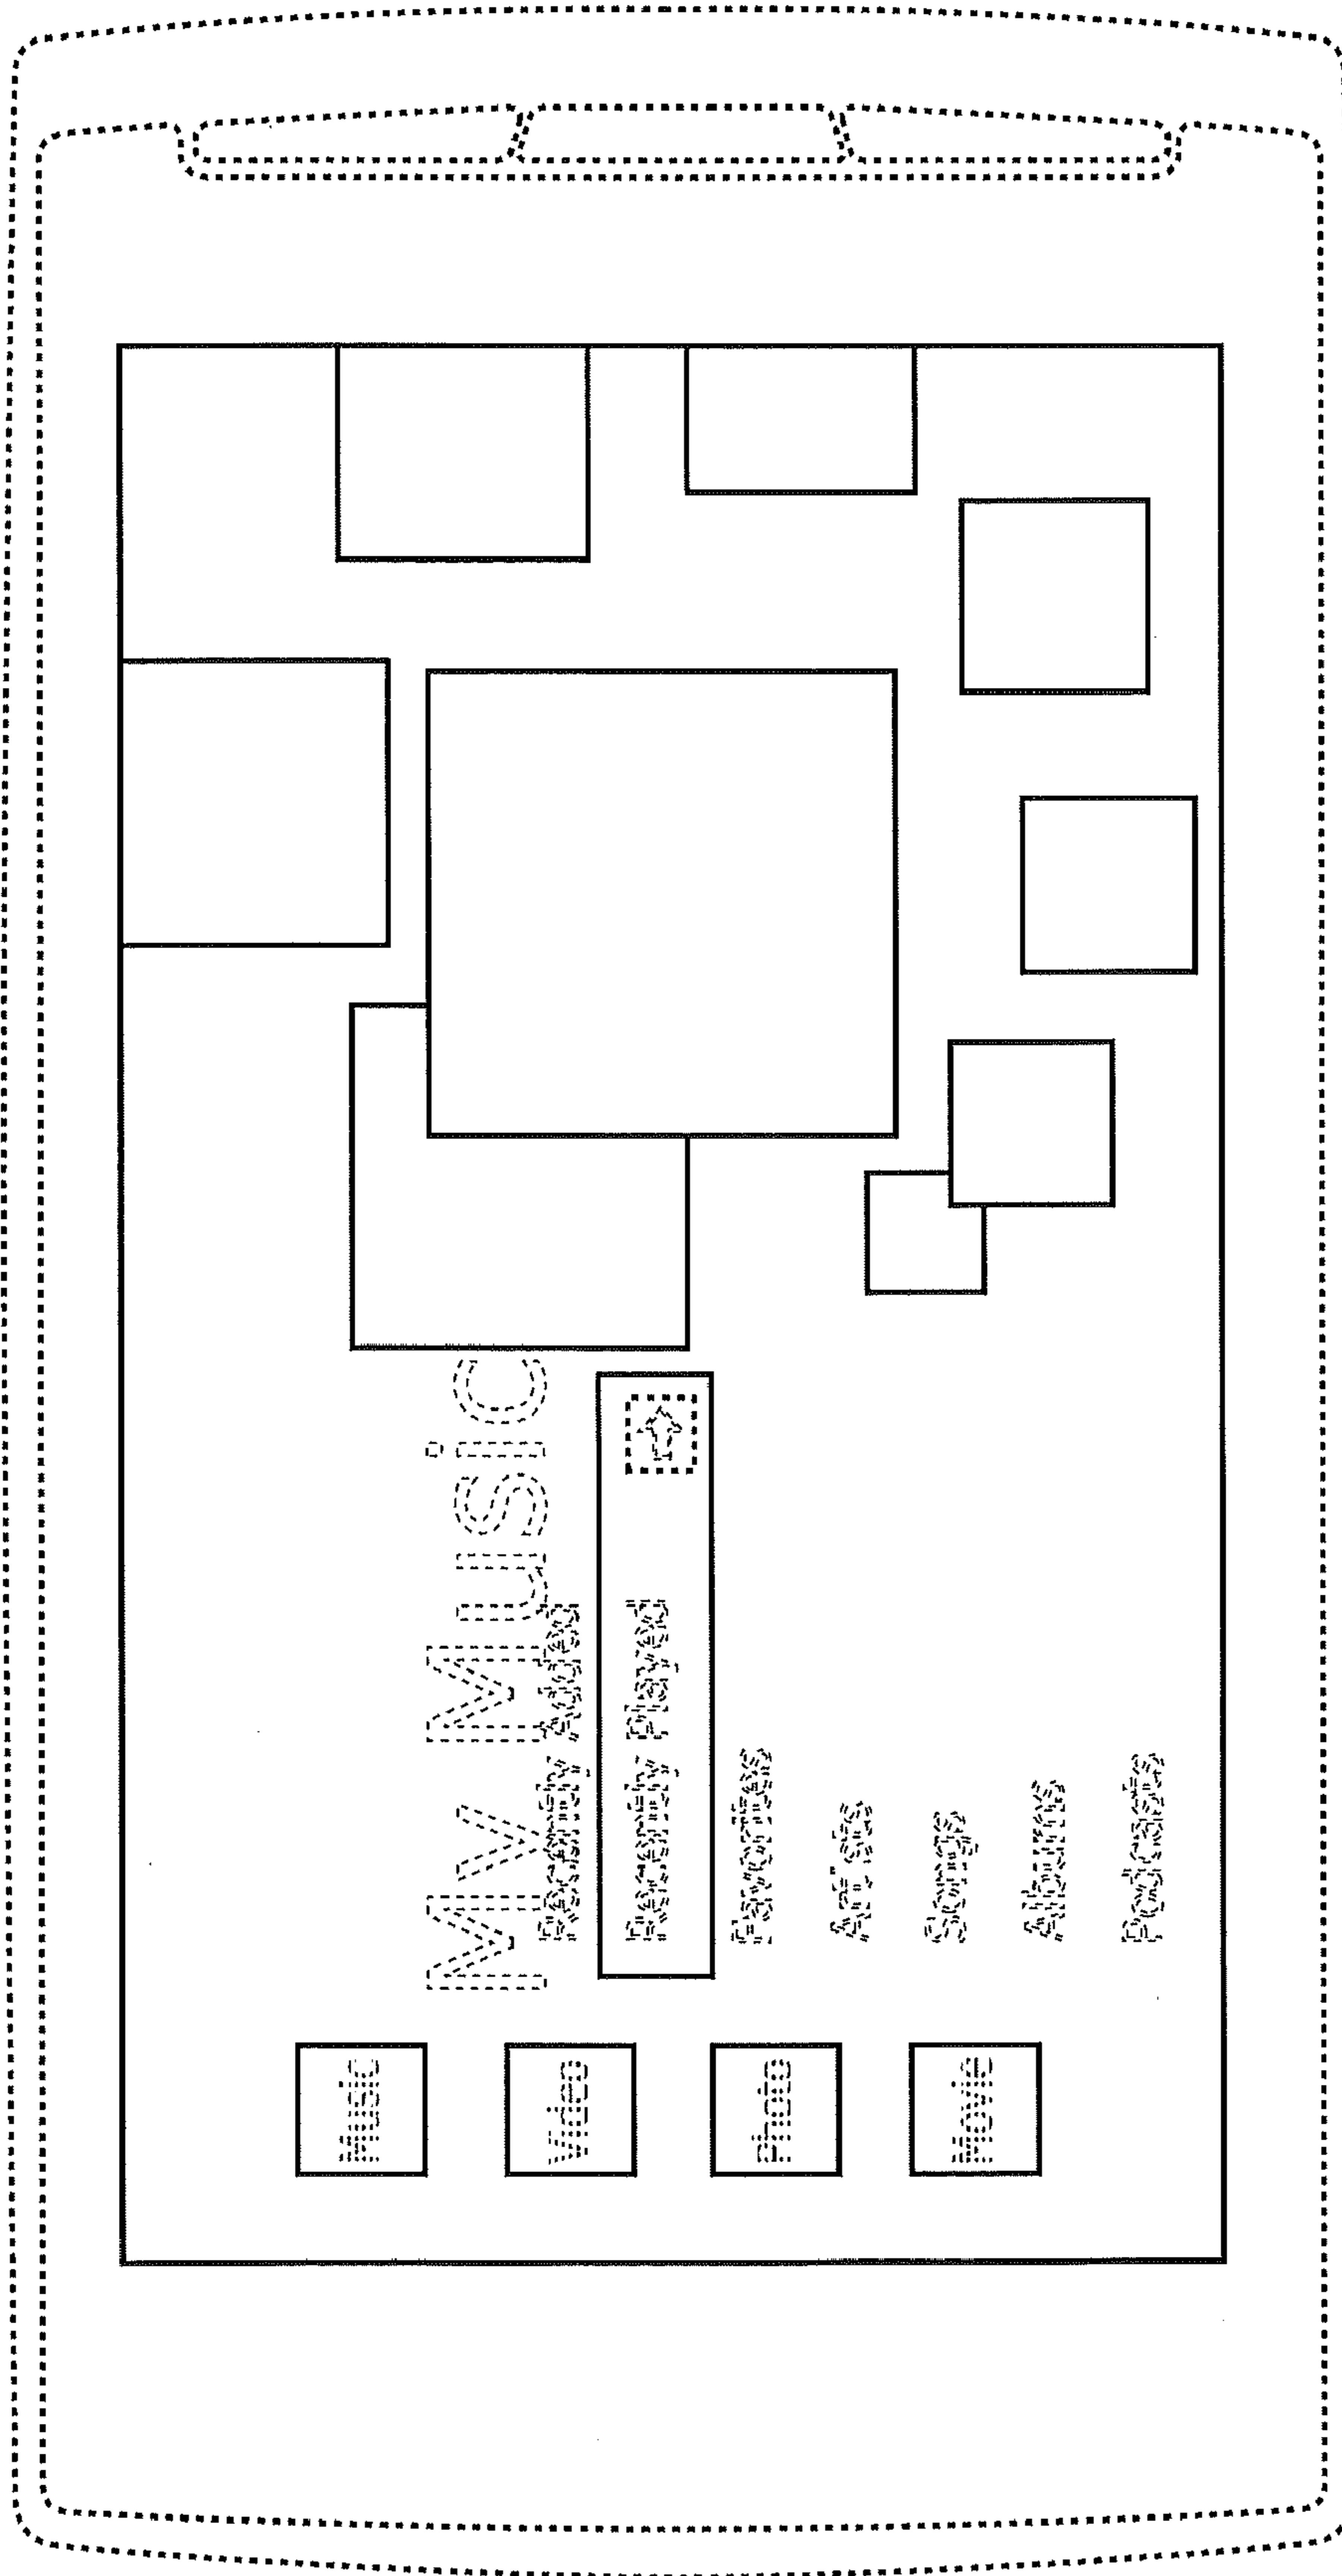 Music
Video
Photo
Movie
My Music
Recently Added
Recently Played
Favorites
Artists
Songs
Albums
Podcasts